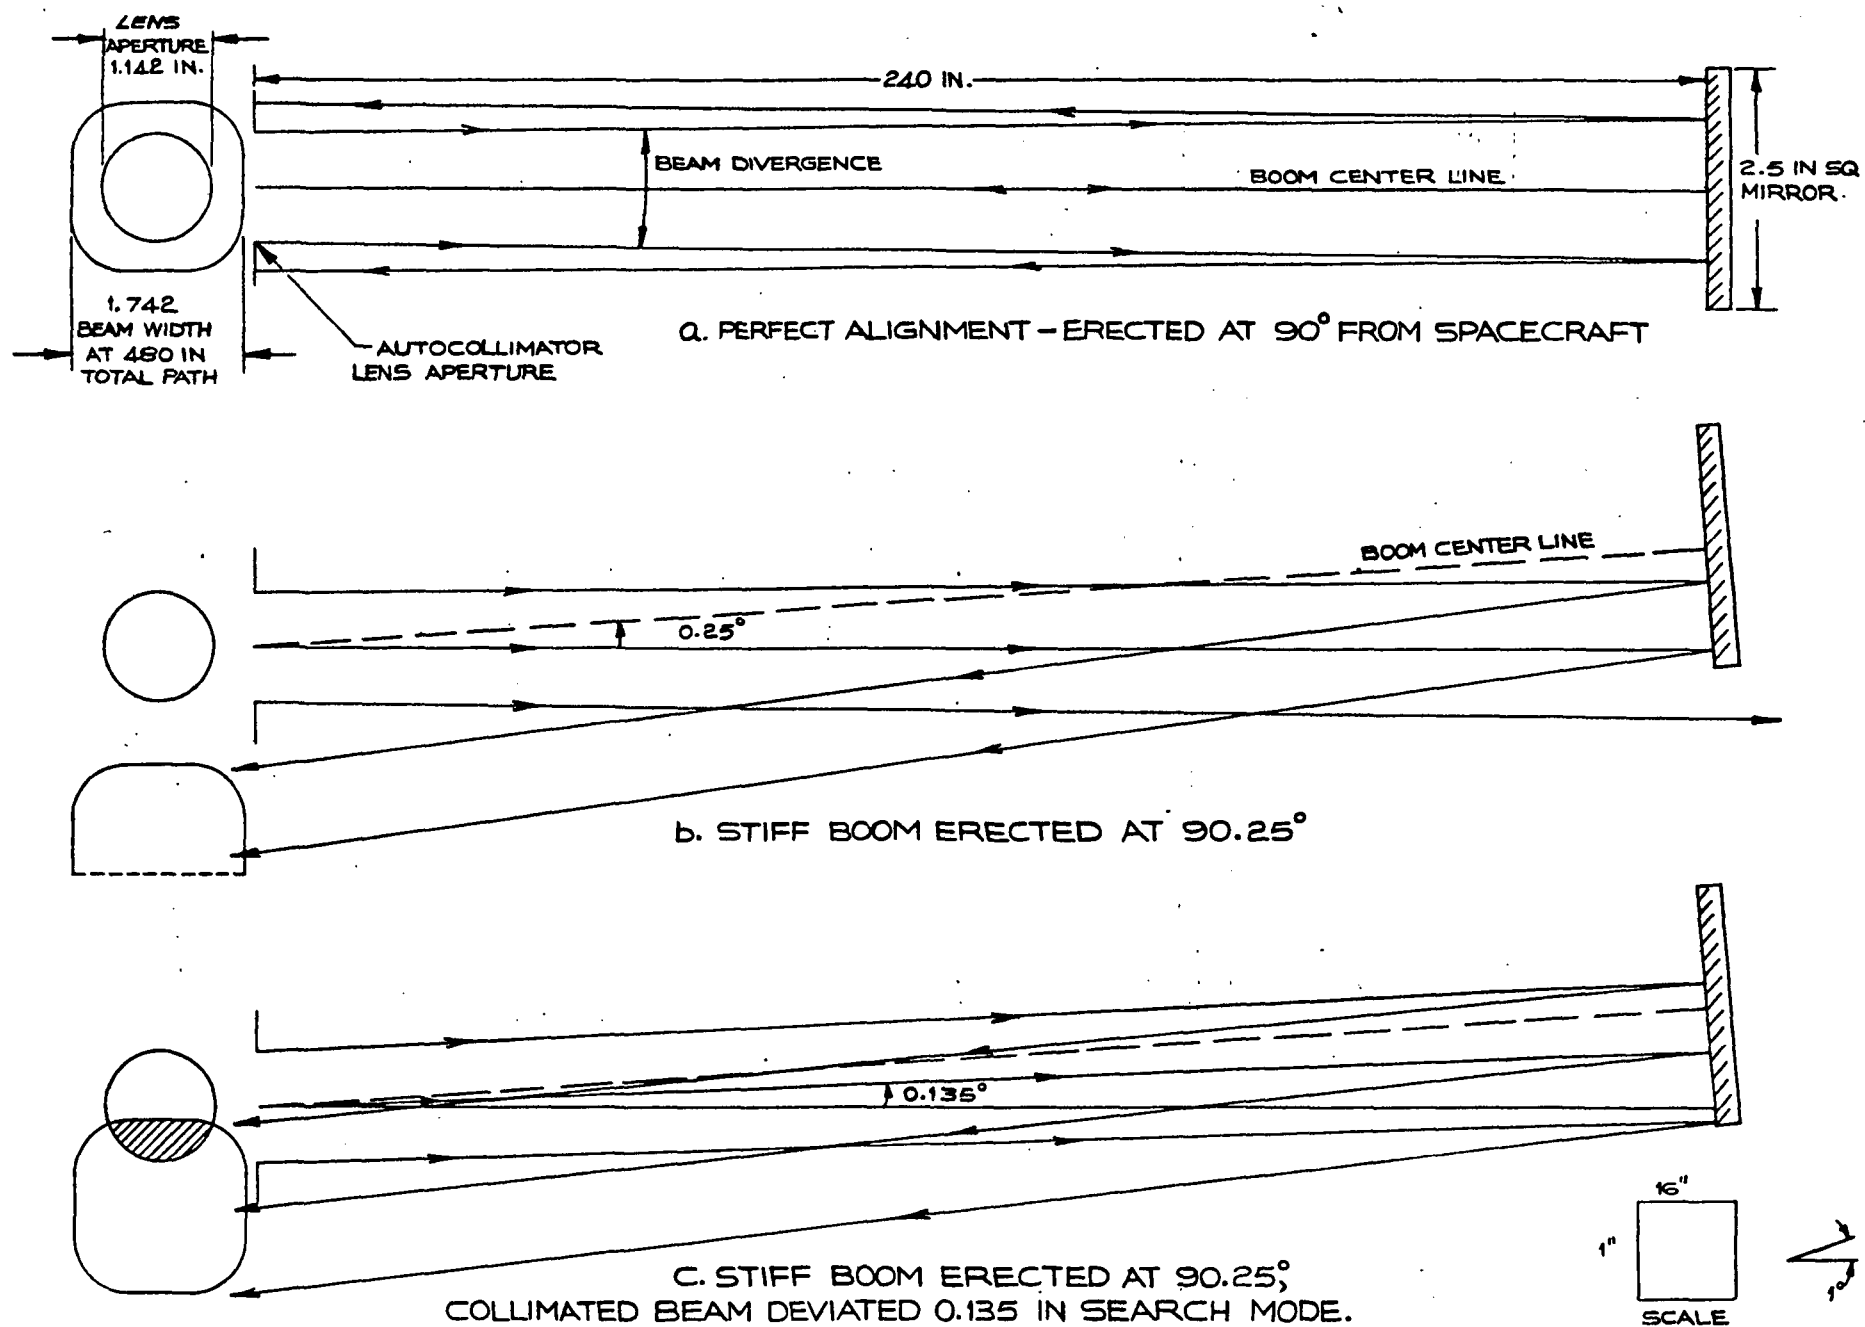 LENS
APERTURE
1.142 IN.
240 IN.
BEAM DIVERGENCE
BOOM CENTER LINE
2.5 IN SQ
MIRROR.
1.742
BEAM WIDTH
AT 480 IN
TOTAL PATH
AUTOCOLLIMATOR
LENS APERTURE
a. PERFECT ALIGNMENT - ERECTED AT 90° FROM SPACECRAFT
BOOM CENTER LINE
0.25°
b. STIFF BOOM ERECTED AT 90.25°
0.135°
C. STIFF BOOM ERECTED AT 90.25°;
COLLIMATED BEAM DEVIATED 0.135 IN SEARCH MODE.
16"
1"
1°
SCALE